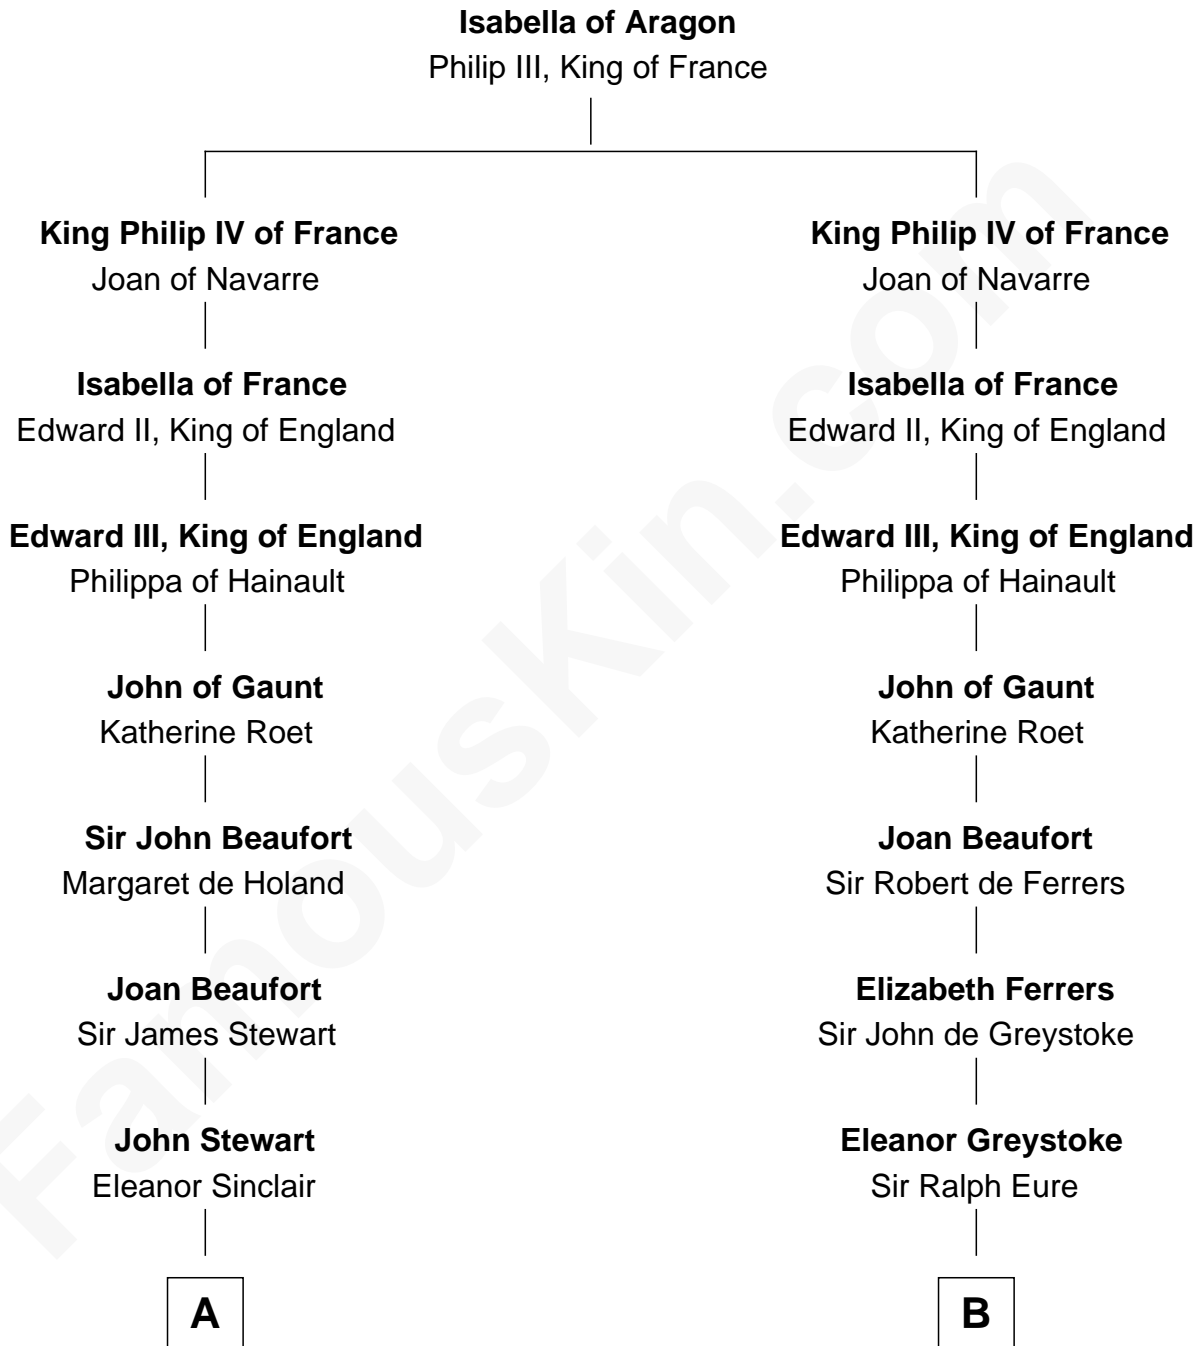 Isabella of Aragon
Philip III, King of France
King Philip IV of France
Joan of Navarre
Isabella of France
Edward II, King of England
Edward III, King of England
Philippa of Hainault
John of Gaunt
Katherine Roet
Sir John Beaufort
Margaret de Holand
Joan Beaufort
Sir James Stewart
John Stewart
Eleanor Sinclair
A
King Philip IV of France
Joan of Navarre
Isabella of France
Edward II, King of England
Edward III, King of England
Philippa of Hainault
John of Gaunt
Katherine Roet
Joan Beaufort
Sir Robert de Ferrers
Elizabeth Ferrers
Sir John de Greystoke
Eleanor Greystoke
Sir Ralph Eure
B
FamousKin.com